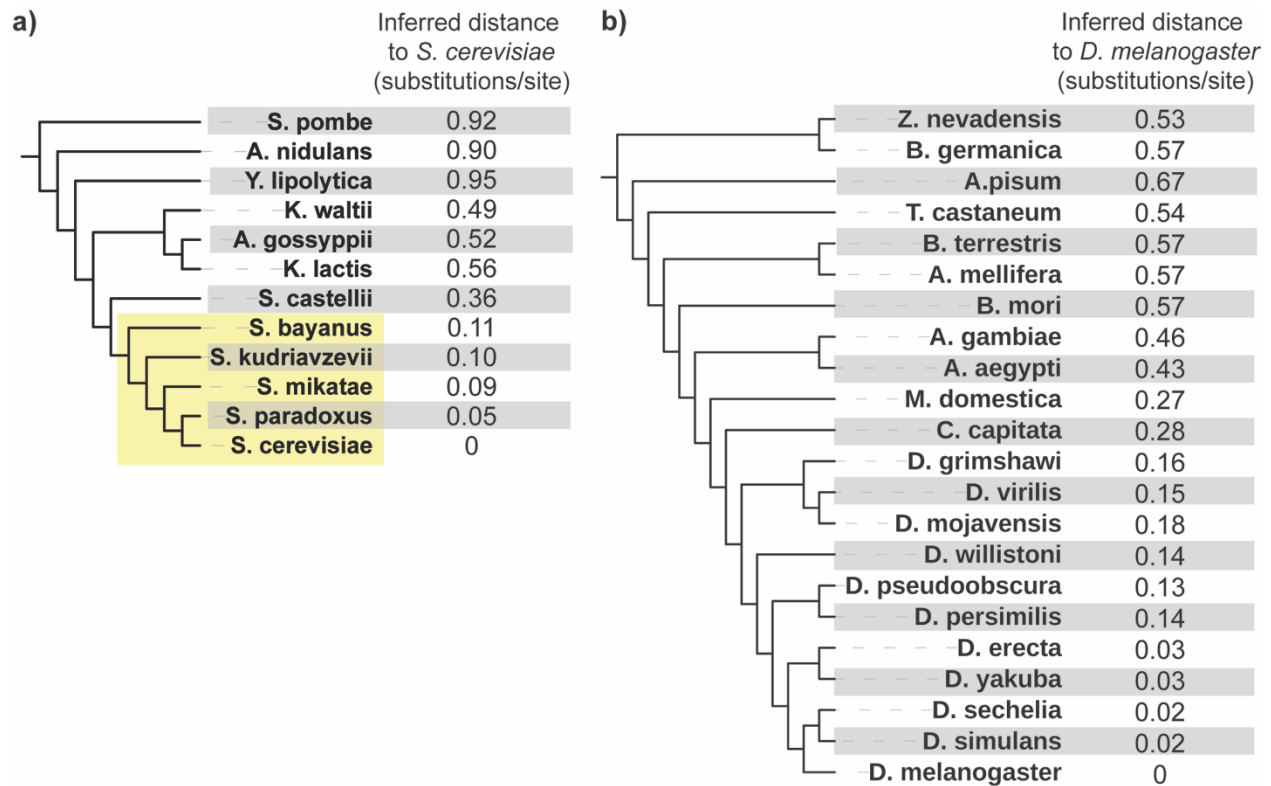 a)
Inferred distance
to S. cerevisiae
(substitutions/site)
S. pombe 0.92
A. nidulans 0.90
Y. lipolytica 0.95
K. waltii 0.49
A. gossyppii 0.52
K. lactis 0.56
S. castellii 0.36
S. bayanus 0.11
S. kudriavzevii 0.10
S. mikatae 0.09
S. paradoxus 0.05
S. cerevisiae 0
b)
Inferred distance
to D. melanogaster
(substitutions/site)
Z. nevadensis 0.53
B. germanica 0.57
A.pisum 0.67
T. castaneum 0.54
B. terrestris 0.57
A. mellifera 0.57
B. mori 0.57
A. gambiae 0.46
A. aegypti 0.43
M. domestica 0.27
C. capitata 0.28
D. grimshawi 0.16
D. virilis 0.15
D. mojavensis 0.18
D. willistoni 0.14
D. pseudoobscura 0.13
D. persimilis 0.14
D. erecta 0.03
D. yakuba 0.03
D. sechelia 0.02
D. simulans 0.02
D. melanogaster 0